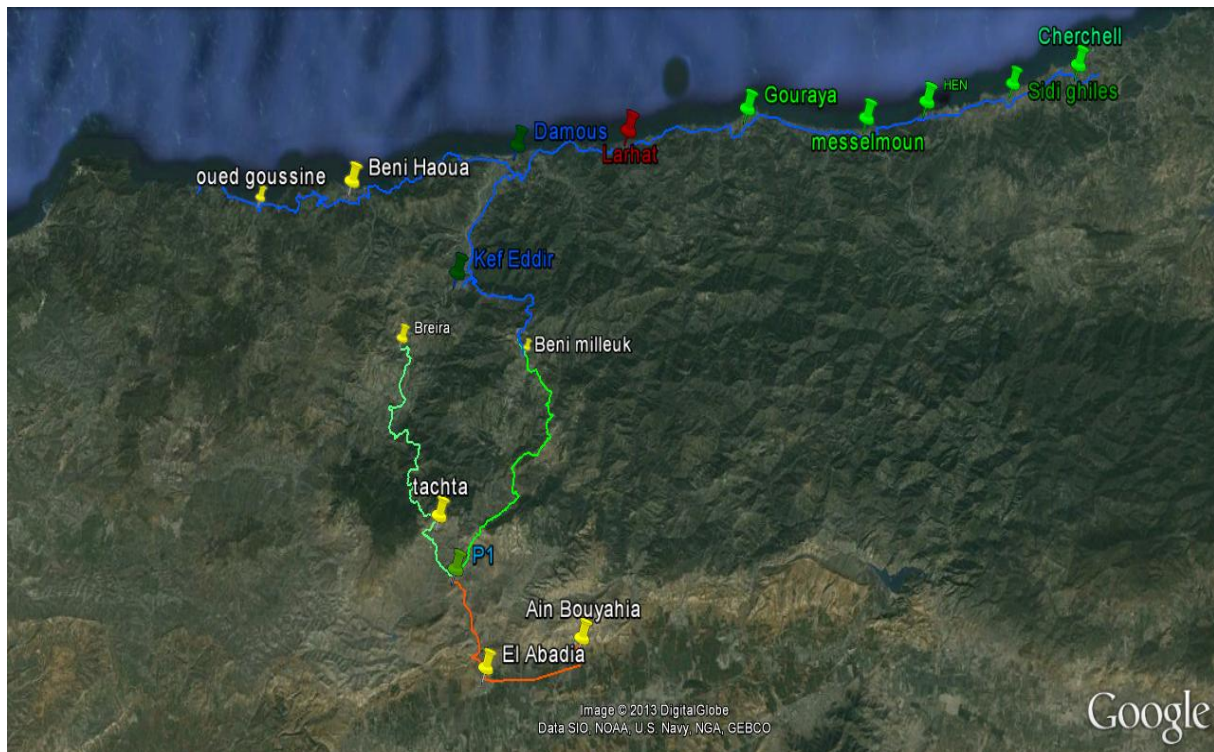 Cherchell
Sidi ghiles
HEN
Gouraya
messelmoun
Damous
Larhat
Beni Haoua
oued goussine
Kef Eddir
Breira
Beni milleuk
tachta
P1
Ain Bouyahia
El Abadia
Image © 2013 DigitalGlobe
Data SIO, NOAA, U.S. Navy, NGA, GEBCO
Google